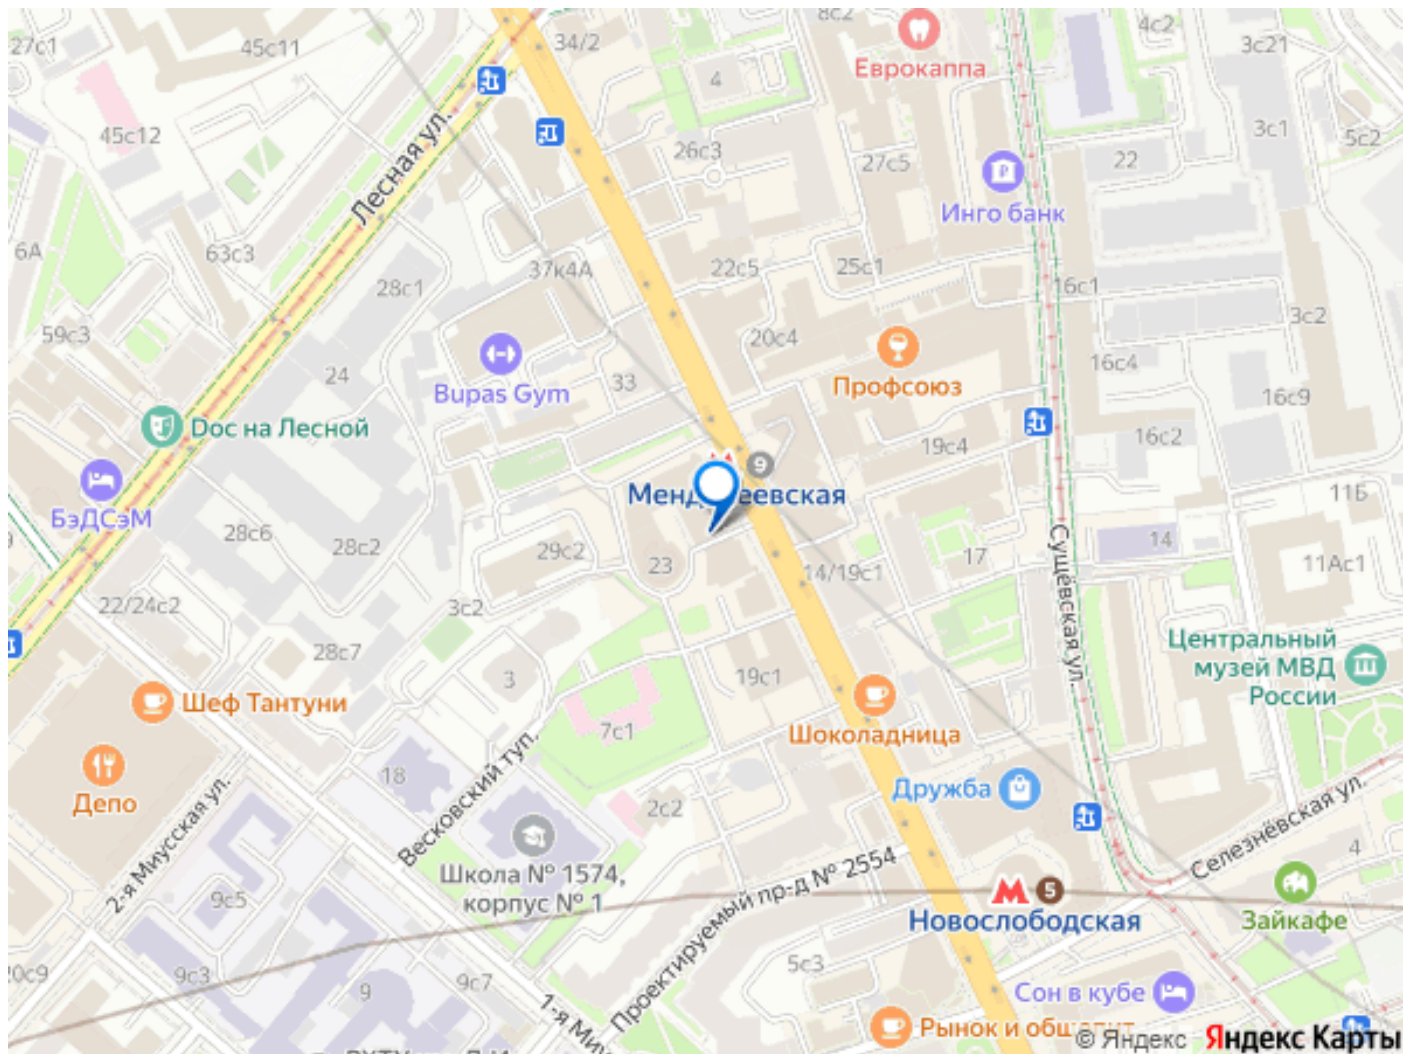 8с2
4с2
27с1
45с11
34/2
3с21
Еврокаппа
4
45с12
Лесная ул.
26с3
27с5
22
3с1
5с2
Инго банк
6А
63с3
37к4А
22с5
25с1
28с1
16с1
59с3
20с4
3с2
24
Bupas Gym
33
Профсоюз
16с4
16с9
Doc на Лесной
19с4
16с2
9
БэДСэМ
11Б
28с6
28с2
29с2
23
14/19с1
17
Сущёвская ул.
14
11Ас1
22/24с2
3с2
28с7
3
19с1
Центральный
музей МВД
России
Шеф Тантуни
7с1
Шоколадница
18
Весковский туп.
Дружба
Депо
2-я Миусская ул.
2с2
Селезнёвская ул.
4
Школа № 1574,
корпус № 1
Проектируемый пр-д № 2554
9с5
5
Новослободская
Зайкафе
9с3
9
9с7
5с3
Сон в кубе
© Яндекс
Яндекс Карты